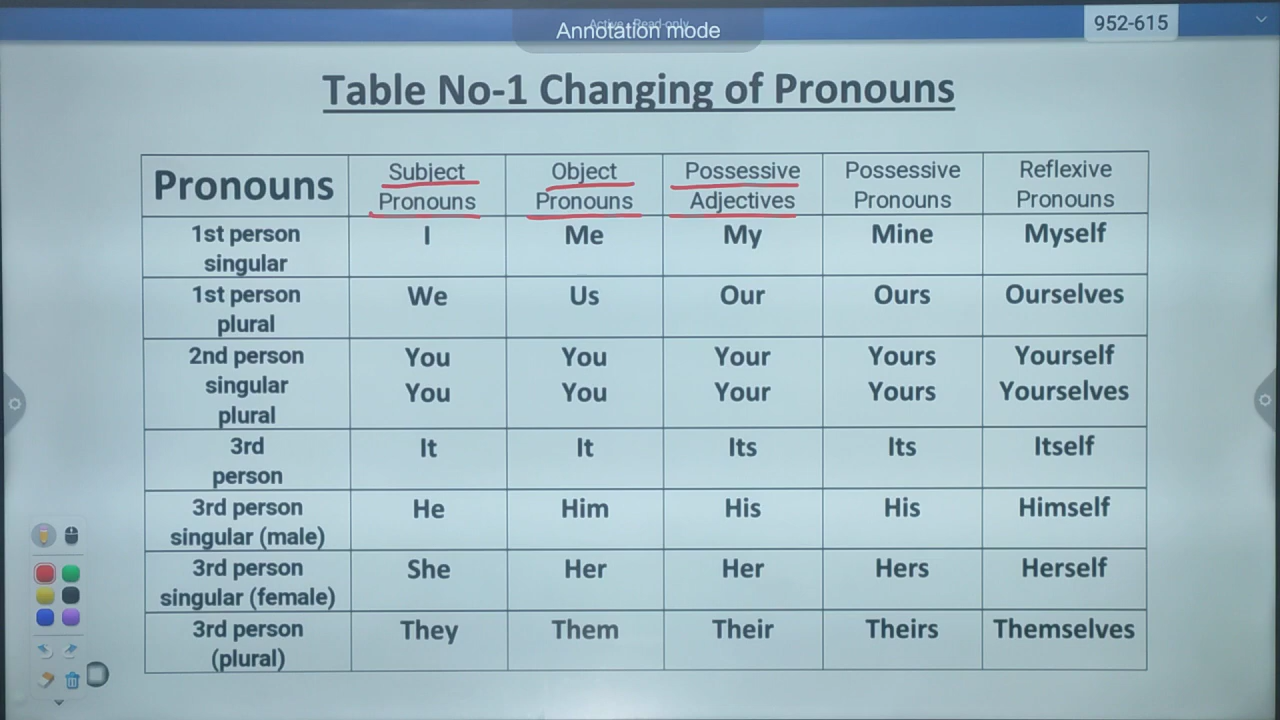 Active - Read-only
Annotation mode
952-615
Table No-1 Changing of Pronouns
Pronouns
Subject
Pronouns
Object
Pronouns
Possessive
Adjectives
Possessive
Pronouns
Reflexive
Pronouns
1st person
singular
I
Me
My
Mine
Myself
1st person
plural
We
Us
Our
Ours
Ourselves
2nd person
singular
plural
You
You
You
You
Your
Your
Yours
Yours
Yourself
Yourselves
3rd
person
It
It
Its
Its
Itself
3rd person
singular (male)
He
Him
His
His
Himself
3rd person
singular (female)
She
Her
Her
Hers
Herself
3rd person
(plural)
They
Them
Their
Theirs
Themselves